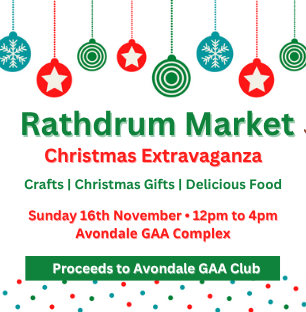 Rathdrum Market
Christmas Extravaganza
Crafts | Christmas Gifts | Delicious Food
Sunday 16th November • 12pm to 4pm
Avondale GAA Complex
Proceeds to Avondale GAA Club